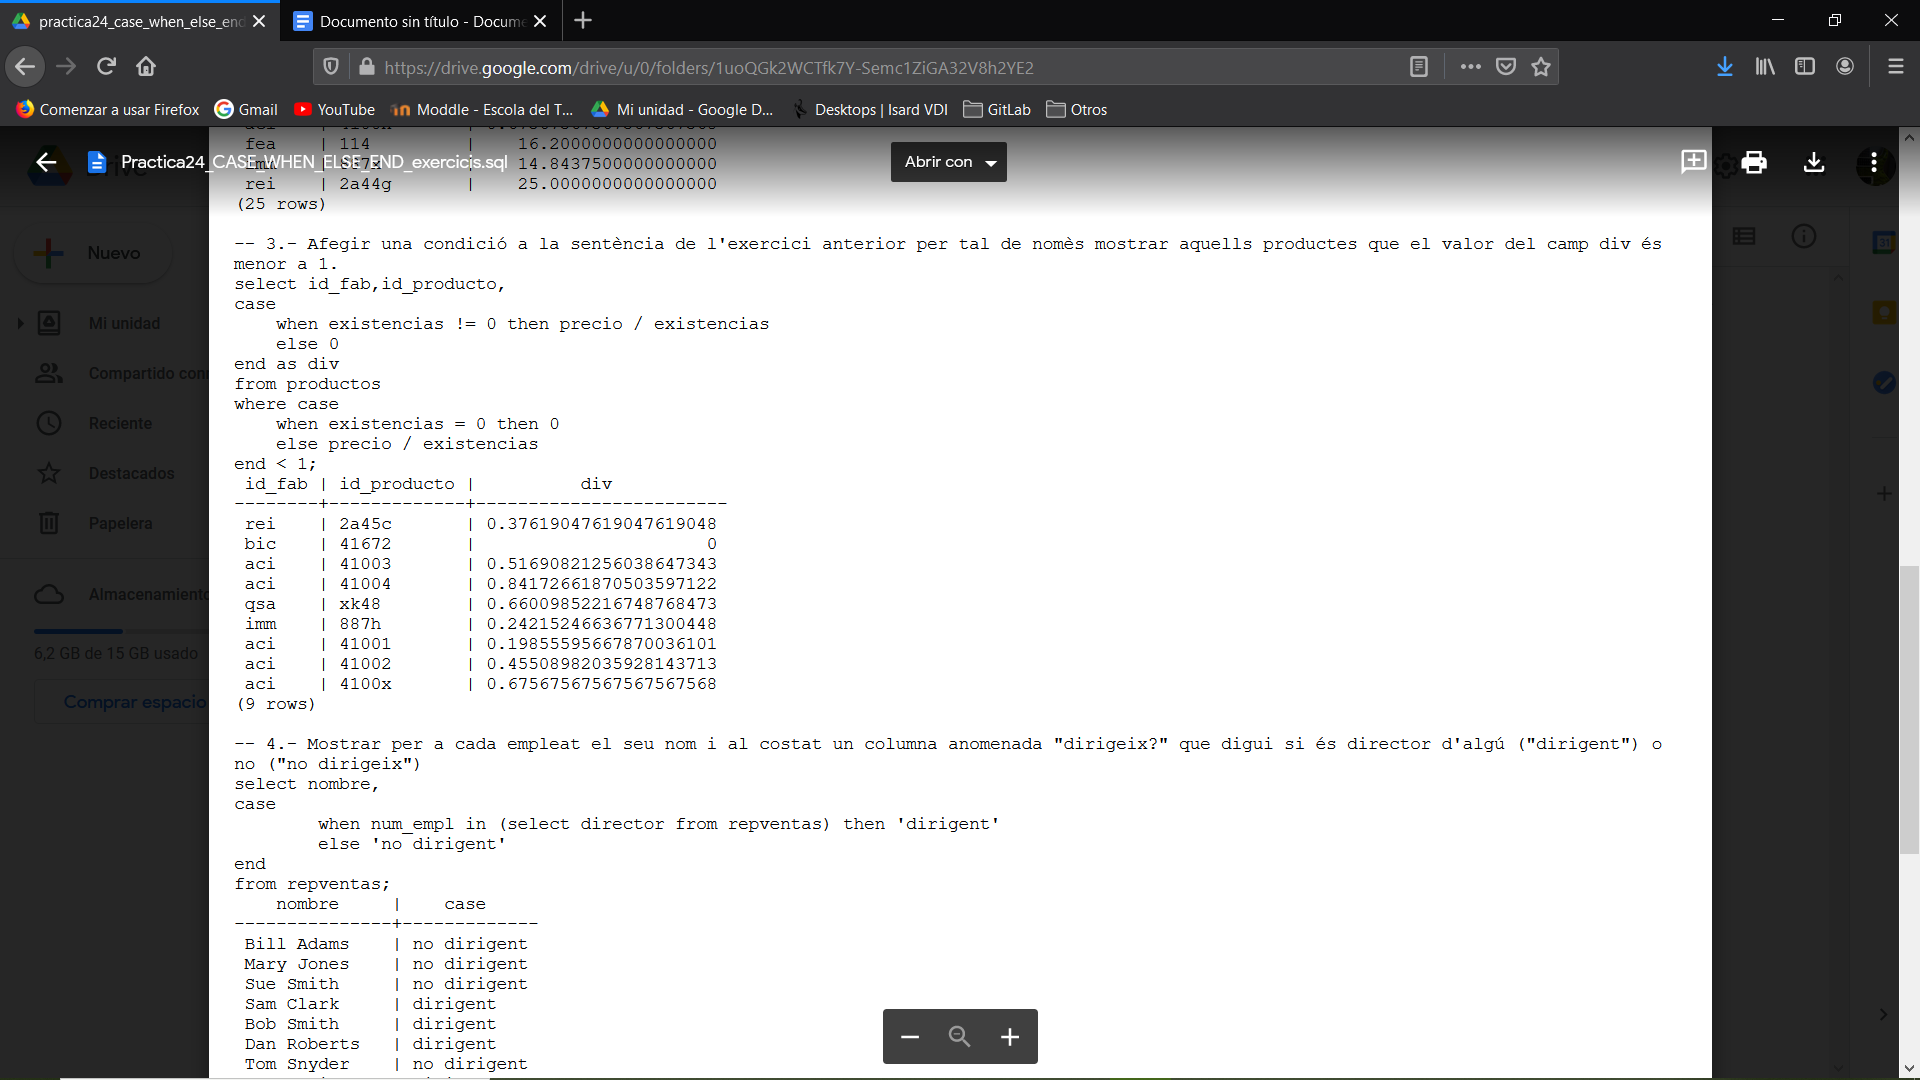 practica24_case_when_else_end
Documento sin título - Docume
https://drive.google.com/drive/u/0/folders/1uoQGk2WCTfk7Y-Semc1ZiGA32V8h2YE2
Comenzar a usar Firefox
Gmail
YouTube
Moddle - Escola del T...
Mi unidad - Google D...
Desktops | Isard VDI
GitLab
Otros
Practica24_CASE_WHEN_ELSE_END_exercicis.sql
Abrir con
Nuevo
Mi unidad
Compartido con
Reciente
Destacados
Papelera
Almacenamiento
6,2 GB de 15 GB usado
Comprar espacio
fea | 114 | 16.2000000000000000
14.8437500000000000
rei | 2a44g | 25.0000000000000000
(25 rows)
-- 3.- Afegir una condició a la sentència de l'exercici anterior per tal de nomès mostrar aquells productes que el valor del camp div és
menor a 1.
select id_fab,id_producto,
case
when existencias != 0 then precio / existencias
else 0
end as div
from productos
where case
when existencias = 0 then 0
else precio / existencias
end < 1;
id_fab | id_producto | div
--------+-------------+------------------------
rei | 2a45c | 0.37619047619047619048
bic | 41672 | 0
aci | 41003 | 0.51690821256038647343
aci | 41004 | 0.84172661870503597122
qsa | xk48 | 0.66009852216748768473
imm | 887h | 0.24215246636771300448
aci | 41001 | 0.19855595667870036101
aci | 41002 | 0.45508982035928143713
aci | 4100x | 0.67567567567567567568
(9 rows)
-- 4.- Mostrar per a cada empleat el seu nom i al costat un columna anomenada "dirigeix?" que digui si és director d'algú ("dirigent") o
no ("no dirigeix")
select nombre,
case
when num_empl in (select director from repventas) then 'dirigent'
else 'no dirigent'
end
from repventas;
nombre | case
---------------+-------------
Bill Adams | no dirigent
Mary Jones | no dirigent
Sue Smith | no dirigent
Sam Clark | dirigent
Bob Smith | dirigent
Dan Roberts | dirigent
Tom Snyder | no dirigent